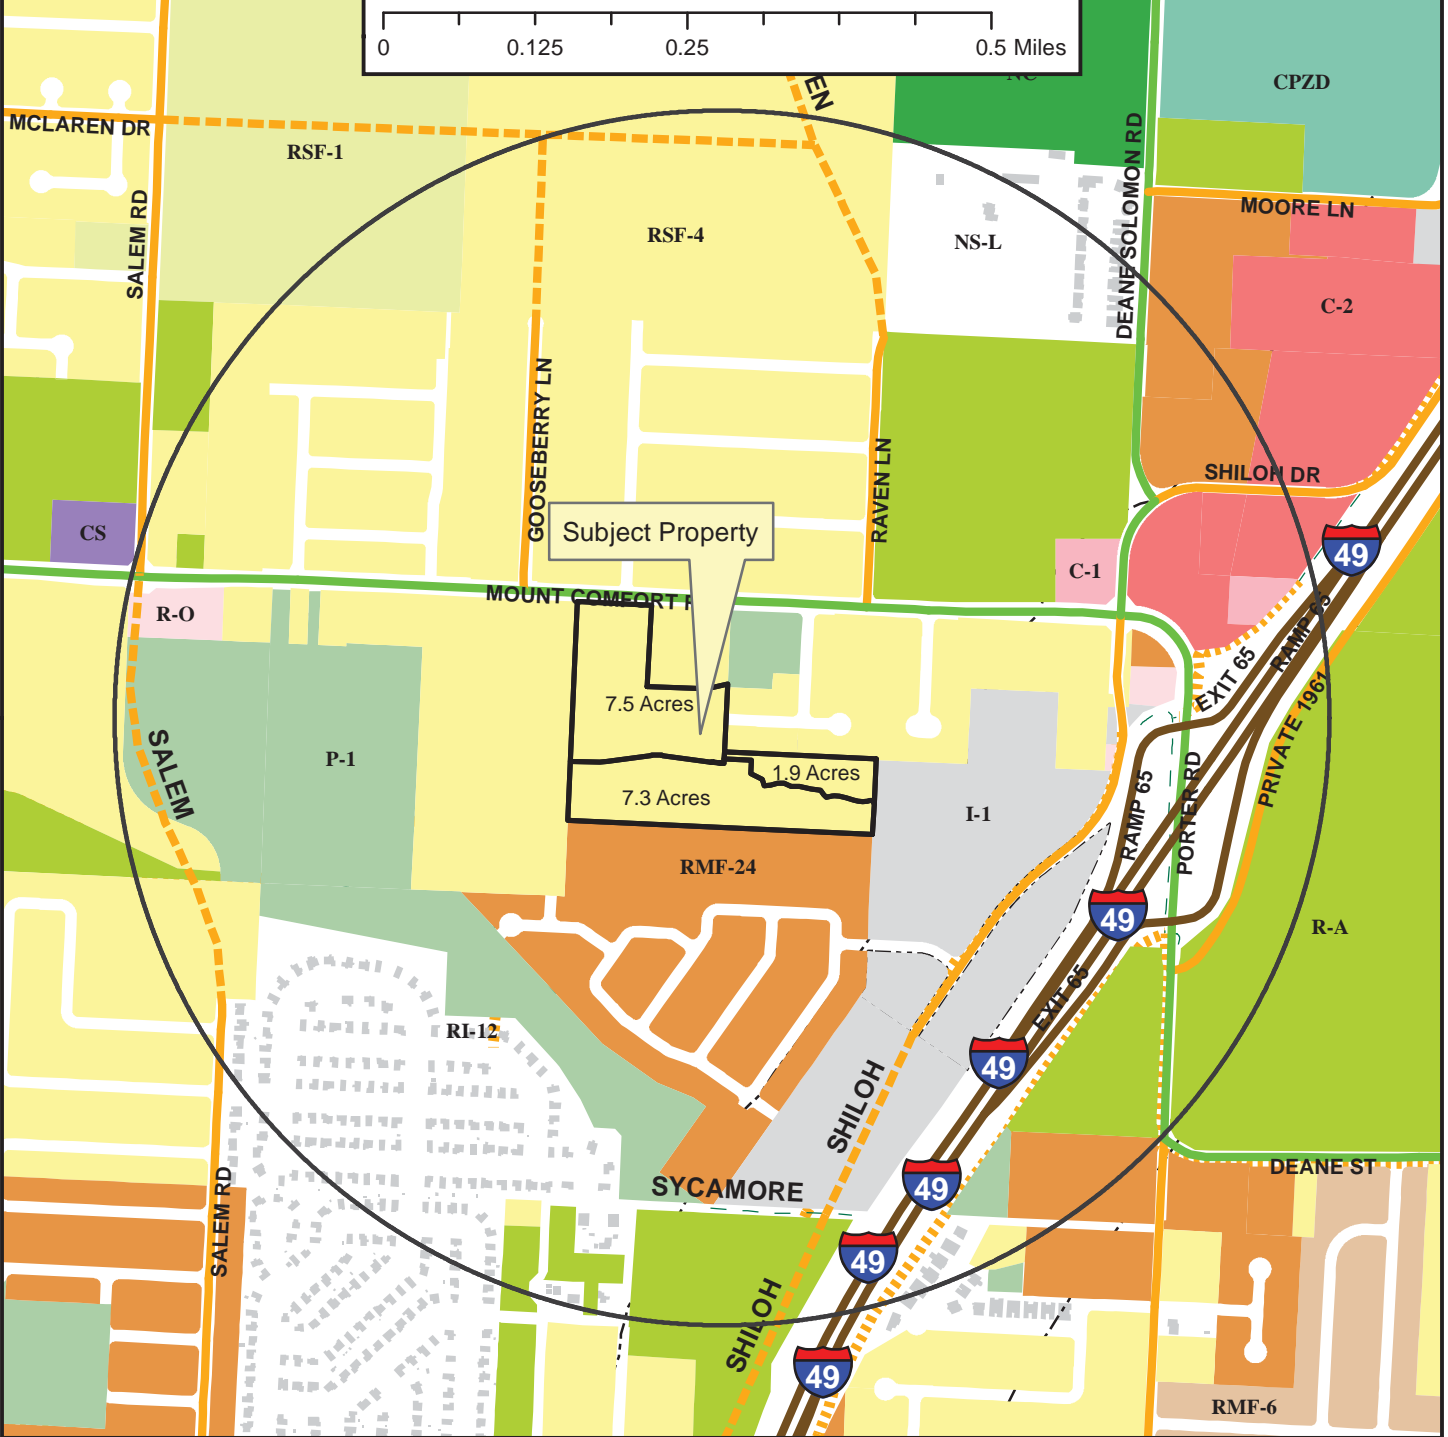 0 0.125 0.25 0.5 Miles
EN
NC
CPZD
MCLAREN DR
RSF-1
SALEM RD
RSF-4
NS-L
DEANE SOLOMON RD
MOORE LN
C-2
GOOSEBERRY LN
RAVEN LN
SHILOH DR
CS
Subject Property
C-1
49
MOUNT COMFORT R
R-O
RAMP 65
EXIT 65
PRIVATE 1961
7.5 Acres
SALEM
P-1
1.9 Acres
7.3 Acres
I-1
RAMP 65
PORTER RD
RMF-24
49
R-A
EXIT 65
RI-12
49
SHILOH
SYCAMORE
49
DEANE ST
SALEM RD
49
SHILOH
49
RMF-6